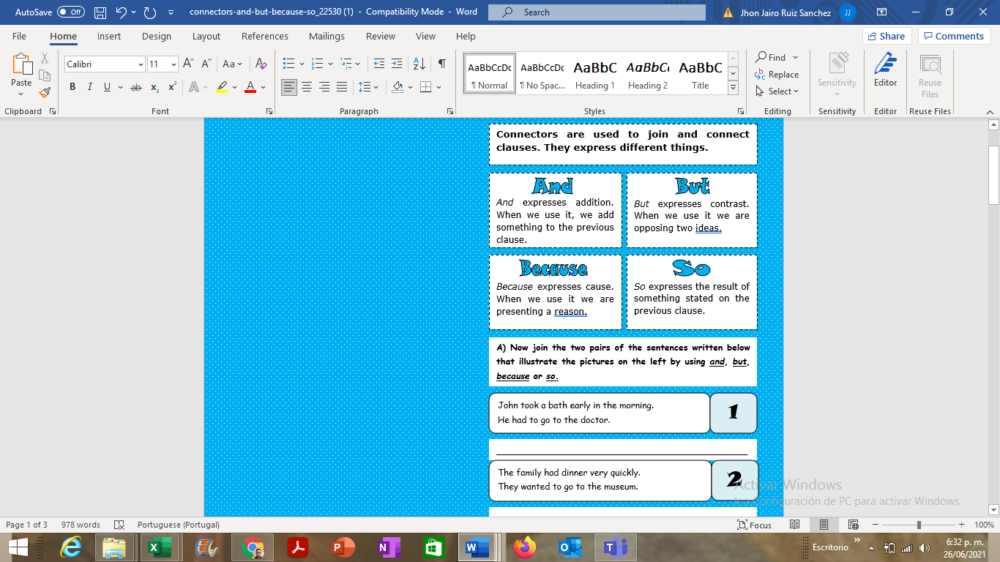 AutoSave Off connectors-and-but-because-so_22530 (1) - Compatibility Mode - Word Search Jhon Jairo Ruiz Sanchez JJ
File Home Insert Design Layout References Mailings Review View Help Share Comments
Paste
Calibri 11
AaBbCcDc AaBbCcDc AaBbC AaBbCc AaBbC
¶ Normal ¶ No Spac... Heading 1 Heading 2 Title
Find
Replace
Select
Sensitivity
Editor
Reuse
Files
Clipboard Font Paragraph Styles Editing Sensitivity Editor Reuse Files
Connectors are used to join and connect
clauses. They express different things.
And
And expresses addition.
When we use it, we add
something to the previous
clause.
But
But expresses contrast.
When we use it we are
opposing two ideas.
Because
Because expresses cause.
When we use it we are
presenting a reason.
So
So expresses the result of
something stated on the
previous clause.
A) Now join the two pairs of the sentences written below
that illustrate the pictures on the left by using and, but,
because or so.
John took a bath early in the morning.
He had to go to the doctor.
1
The family had dinner very quickly.
They wanted to go to the museum.
2
Activar Windows
Ir a Configuración de PC para activar Windows.
Page 1 of 3 978 words Portuguese (Portugal) Focus 100%
Escritorio
6:32 p. m.
26/06/2021